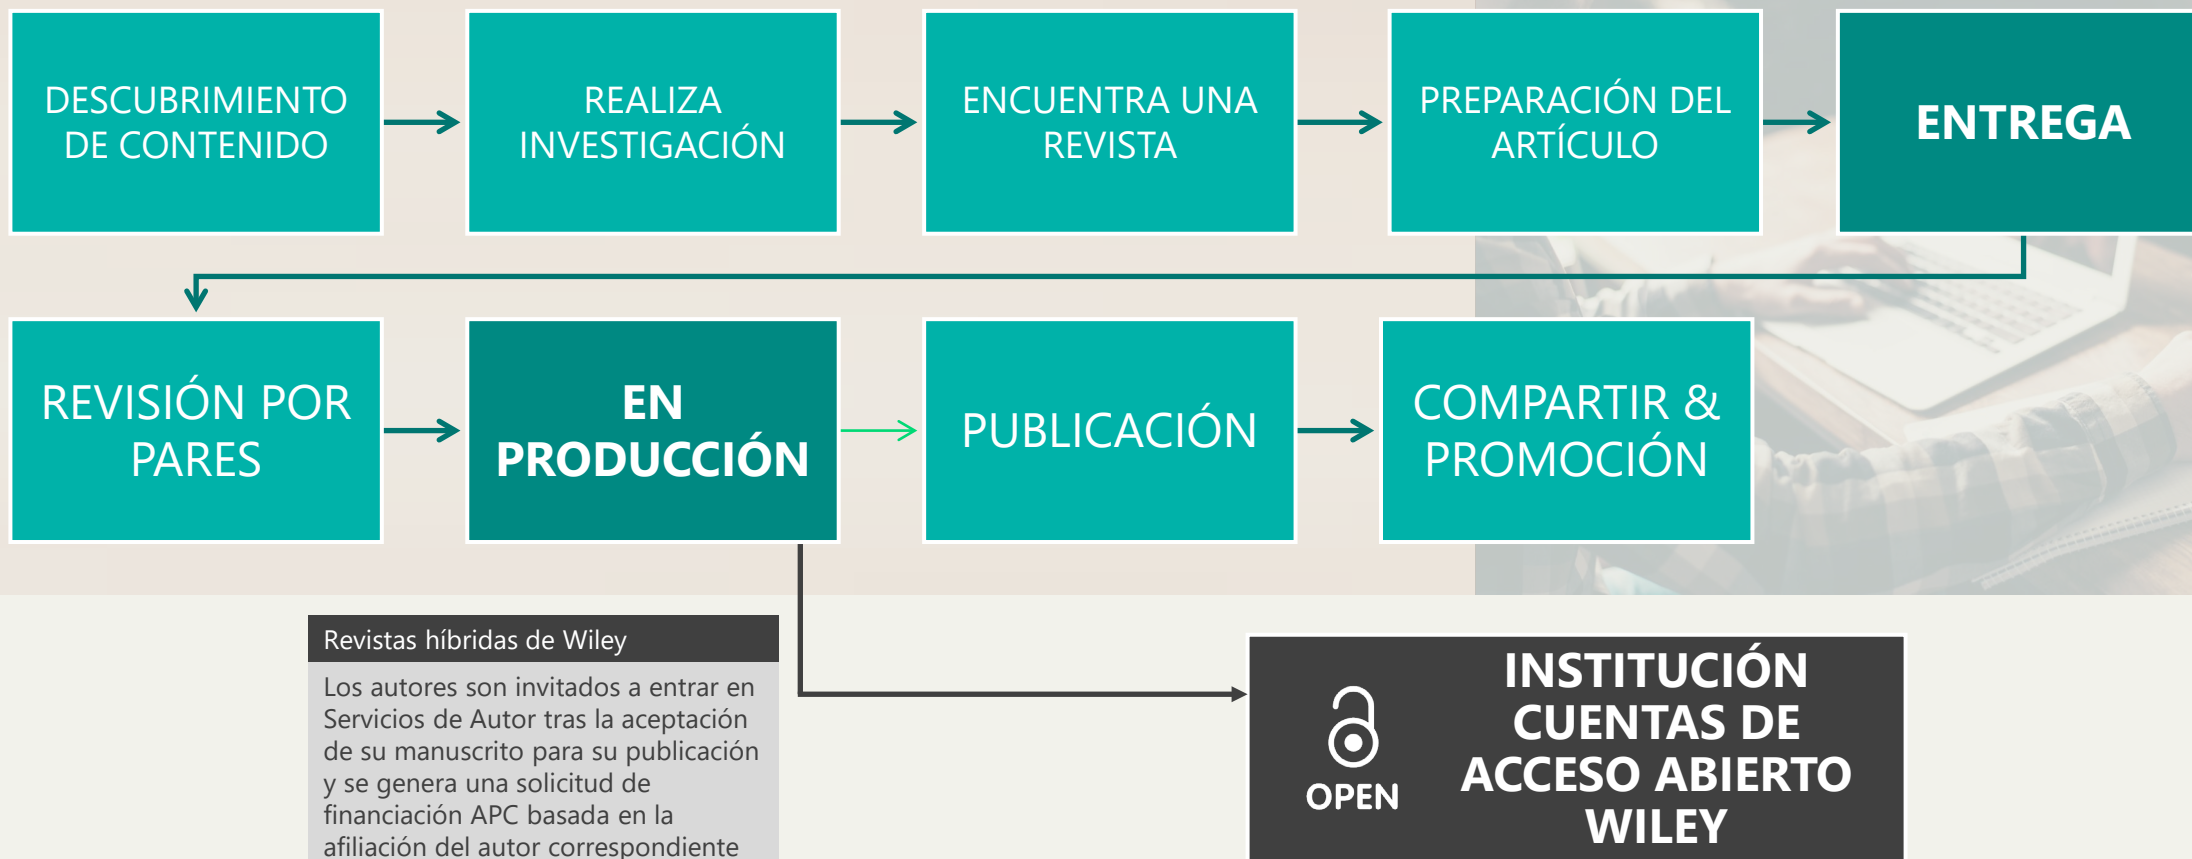 DESCUBRIMIENTO
DE CONTENIDO
REALIZA
INVESTIGACIÓN
ENCUENTRA UNA
REVISTA
PREPARACIÓN DEL
ARTÍCULO
ENTREGA
REVISIÓN POR
PARES
EN
PRODUCCIÓN
PUBLICACIÓN
COMPARTIR &
PROMOCIÓN
Revistas híbridas de Wiley
Los autores son invitados a entrar en
Servicios de Autor tras la aceptación
de su manuscrito para su publicación
y se genera una solicitud de
financiación APC basada en la
afiliación del autor correspondiente
OPEN
INSTITUCIÓN
CUENTAS DE
ACCESO ABIERTO
WILEY